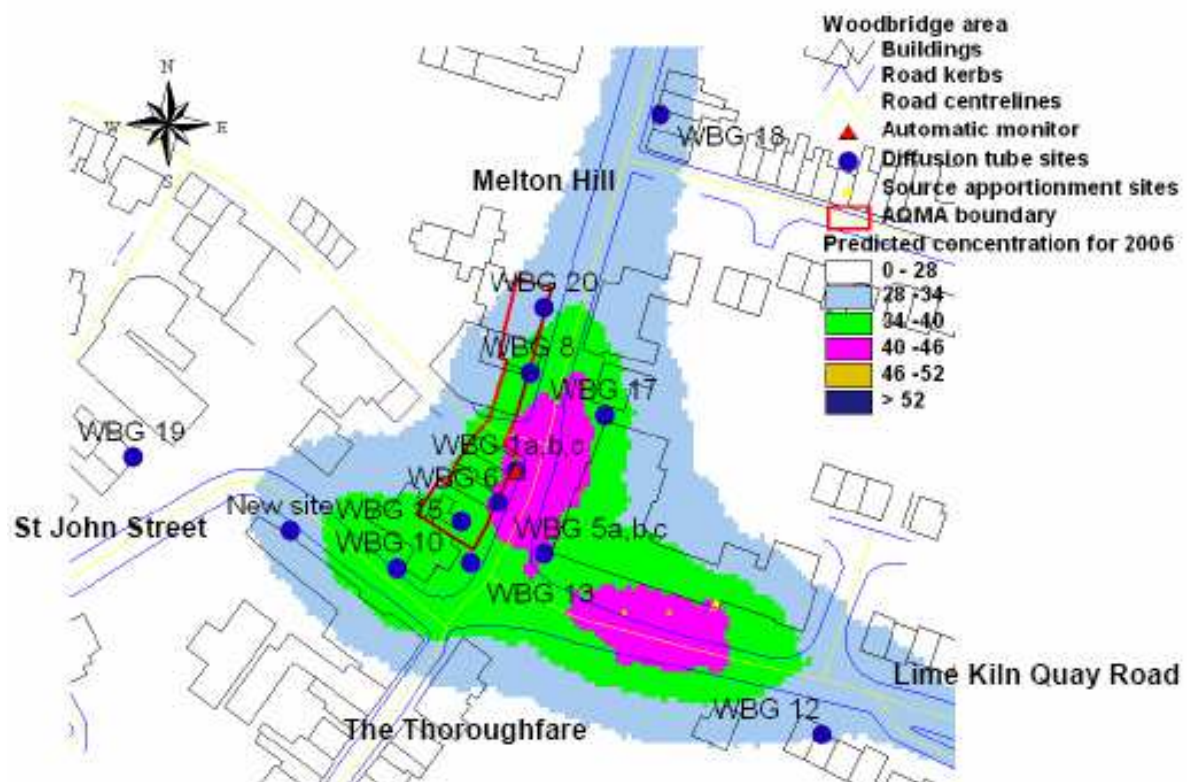 Woodbridge area
Buildings
Road kerbs
Road centrelines
Automatic monitor
Diffusion tube sites
Source apportionment sites
AQMA boundary
Predicted concentration for 2006
0 - 28
28 -34
34 -40
40 -46
46 -52
> 52
N
W
E
S
WBG 18
Melton Hill
WBG 20
WBG 8
WBG 17
WBG 19
WBG 1a,b,c
WBG 6
New site
WBG 15
St John Street
WBG 5a,b,c
WBG 10
WBG 13
Lime Kiln Quay Road
WBG 12
The Thoroughfare